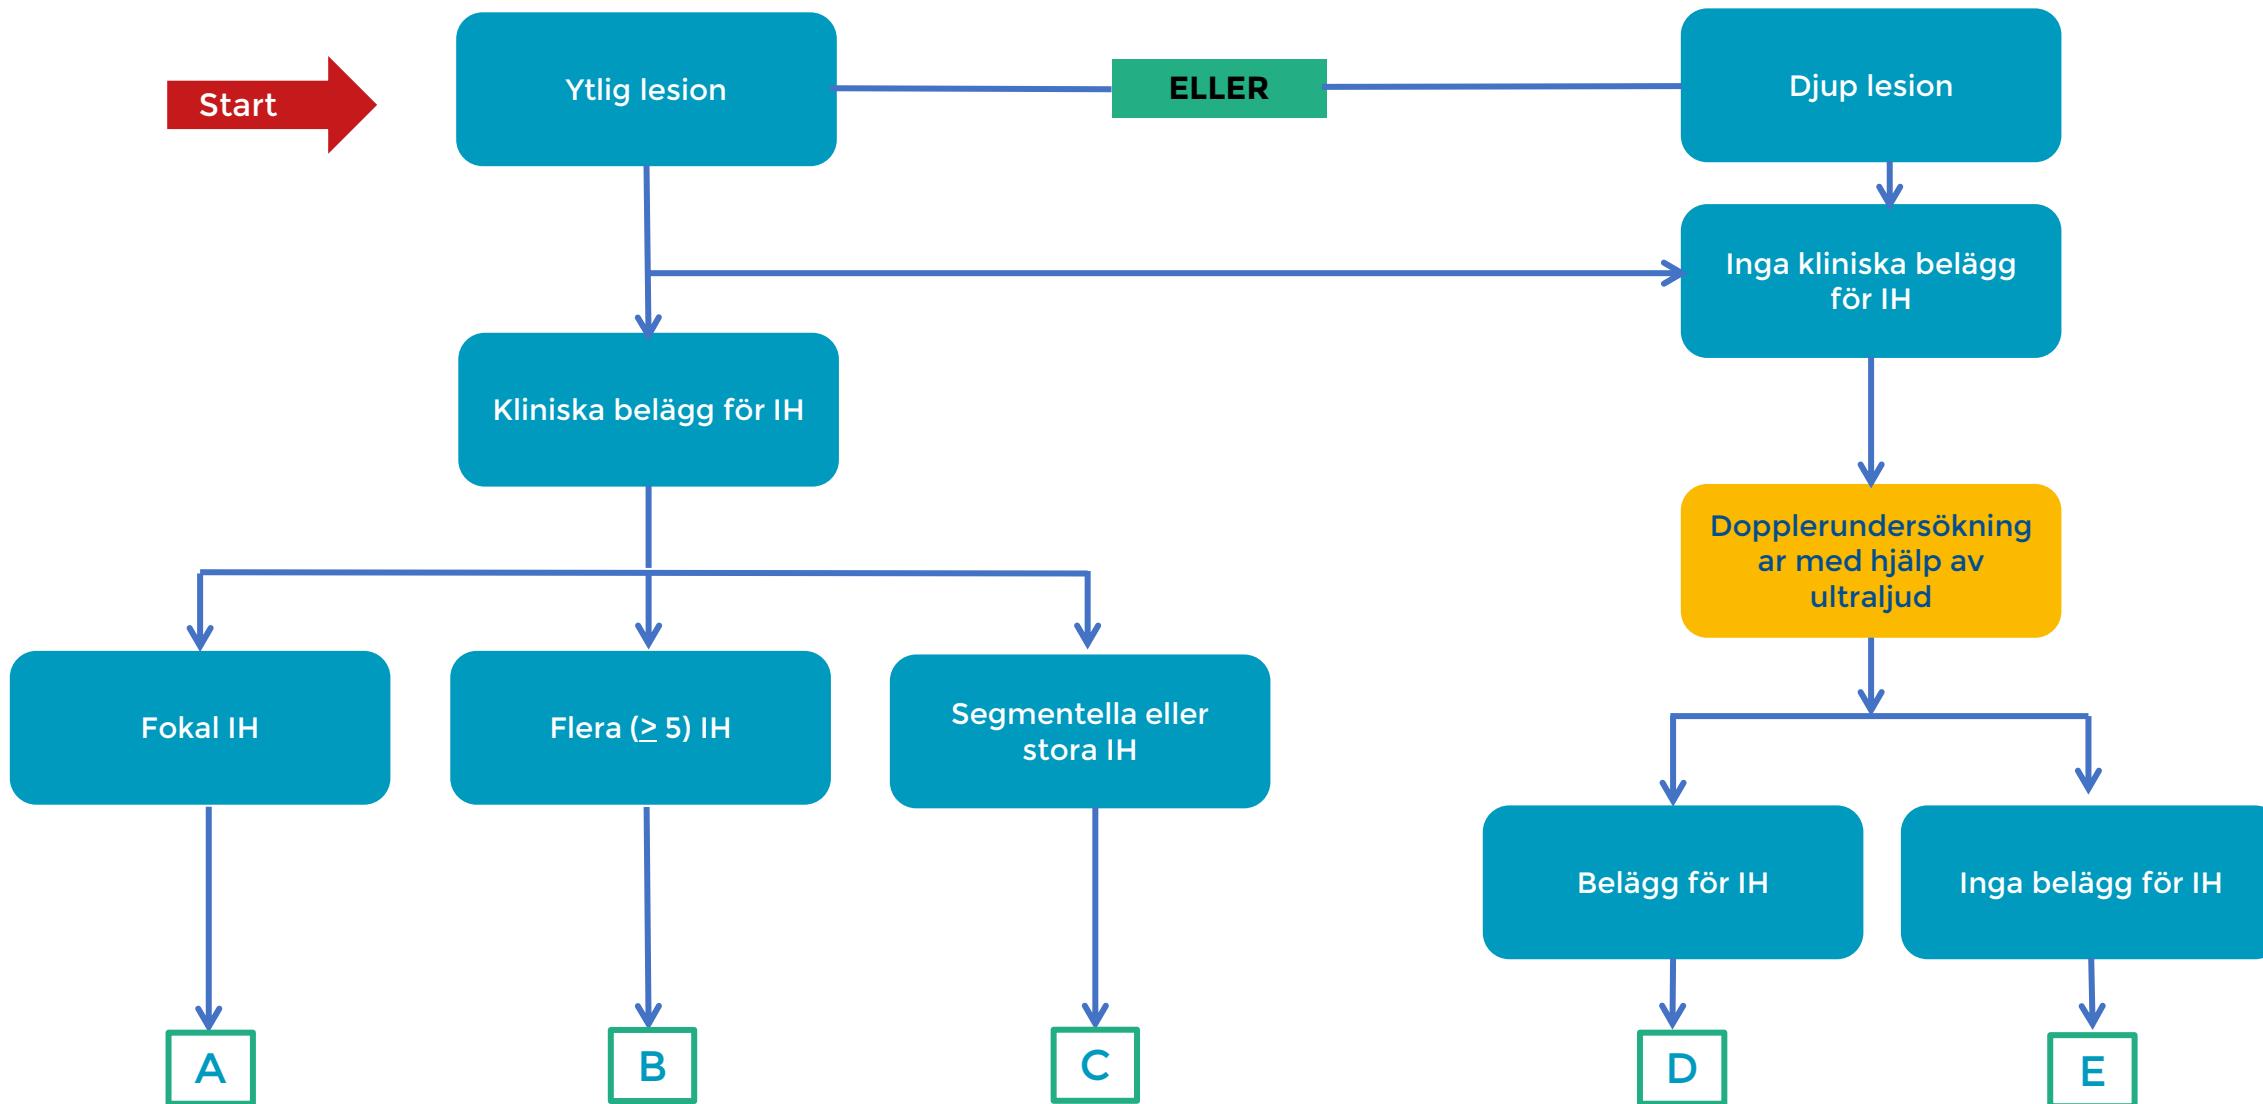 Start
Ytlig lesion
ELLER
Djup lesion
Inga kliniska belägg
för IH
Kliniska belägg för IH
Dopplerundersökning
ar med hjälp av
ultraljud
Fokal IH
Flera (≥ 5) IH
Segmentella eller
stora IH
Belägg för IH
Inga belägg för IH
A
B
C
D
E